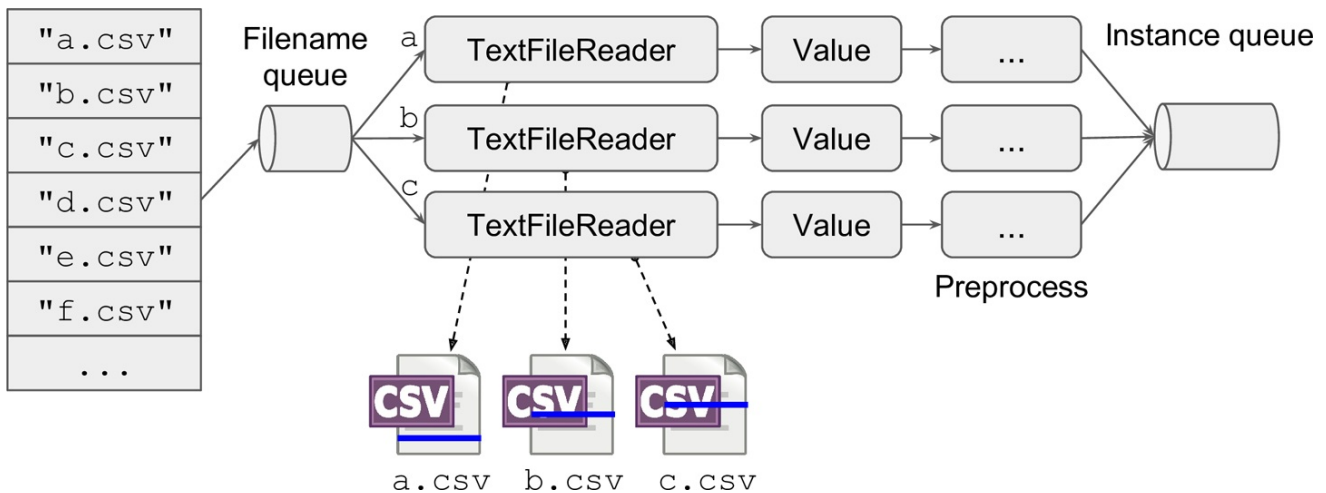 "a.csv"
"b.csv"
"c.csv"
"d.csv"
"e.csv"
"f.csv"
...
Filename
queue
a
TextFileReader
Value
...
b
TextFileReader
Value
...
c
TextFileReader
Value
...
Preprocess
Instance queue
CSV
CSV
CSV
a.csv
b.csv
c.csv